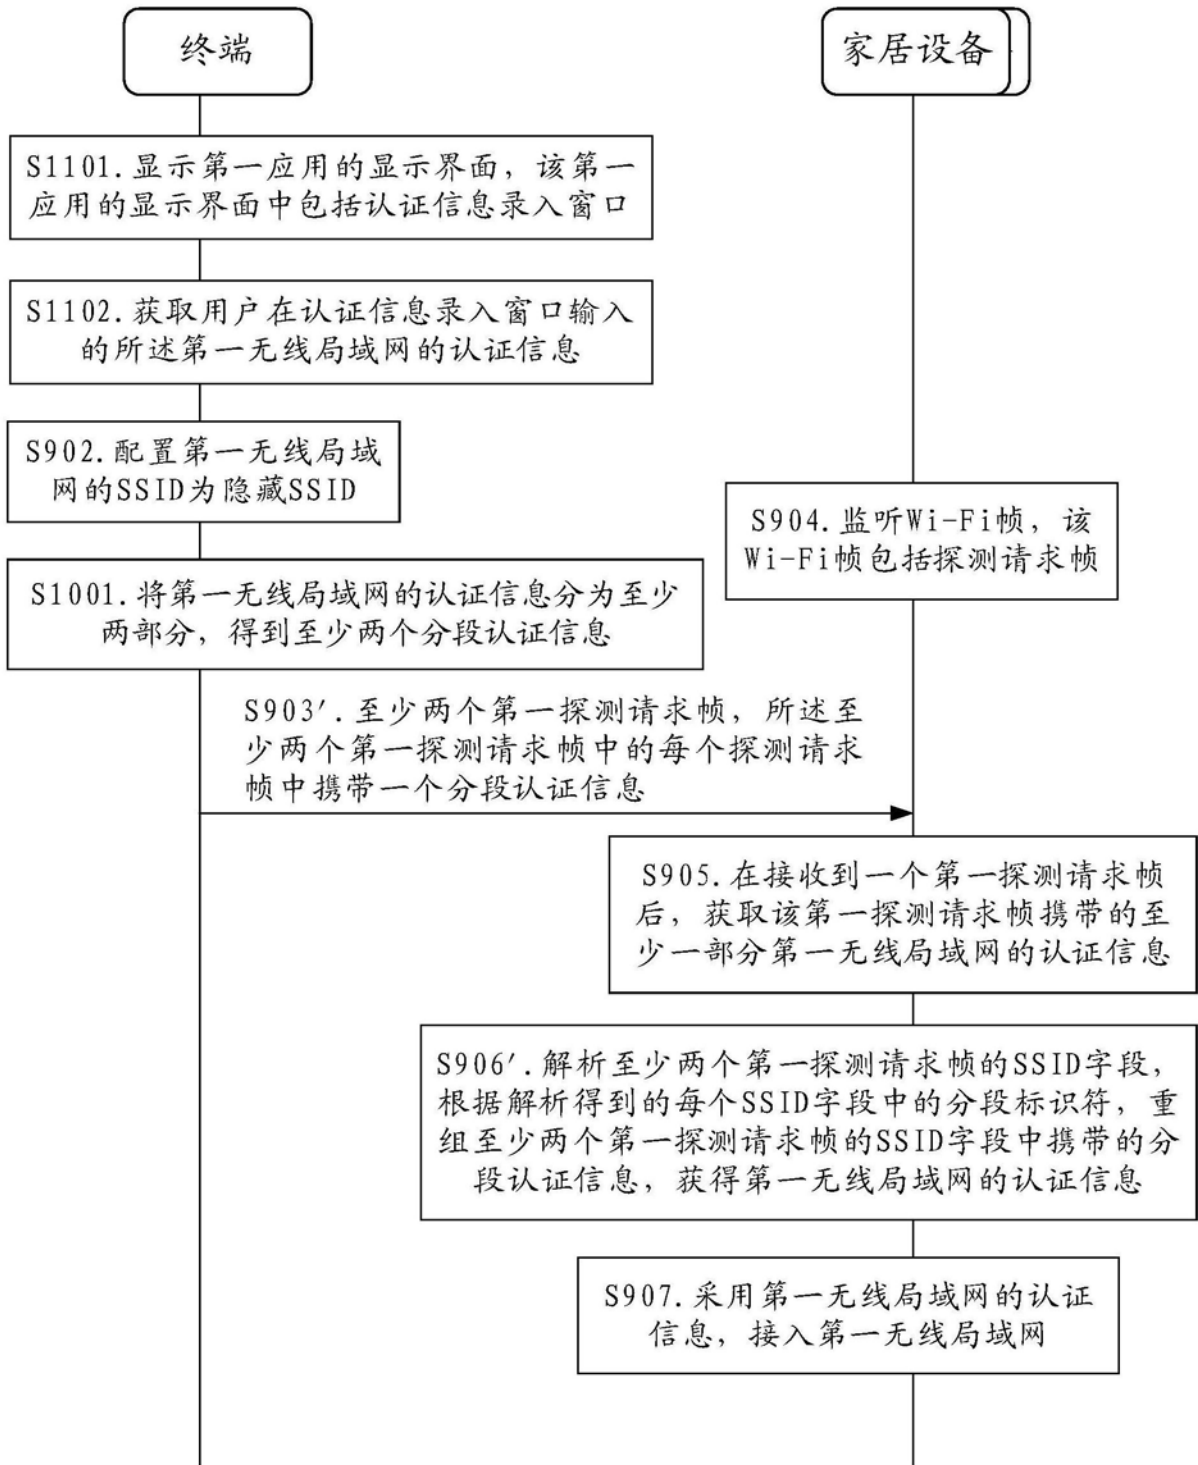 终端
家居设备
S1101.显示第一应用的显示界面，该第一
应用的显示界面中包括认证信息录入窗口
S1102.获取用户在认证信息录入窗口输入
的所述第一无线局域网的认证信息
S902.配置第一无线局域
网的SSID为隐藏SSID
S904.监听Wi-Fi帧，该
Wi-Fi帧包括探测请求帧
S1001.将第一无线局域网的认证信息分为至少
两部分，得到至少两个分段认证信息
S903′.至少两个第一探测请求帧，所述至
少两个第一探测请求帧中的每个探测请求
帧中携带一个分段认证信息
S905.在接收到一个第一探测请求帧
后，获取该第一探测请求帧携带的至
少一部分第一无线局域网的认证信息
S906′.解析至少两个第一探测请求帧的SSID字段，
根据解析得到的每个SSID字段中的分段标识符，重
组至少两个第一探测请求帧的SSID字段中携带的分
段认证信息，获得第一无线局域网的认证信息
S907.采用第一无线局域网的认证
信息，接入第一无线局域网